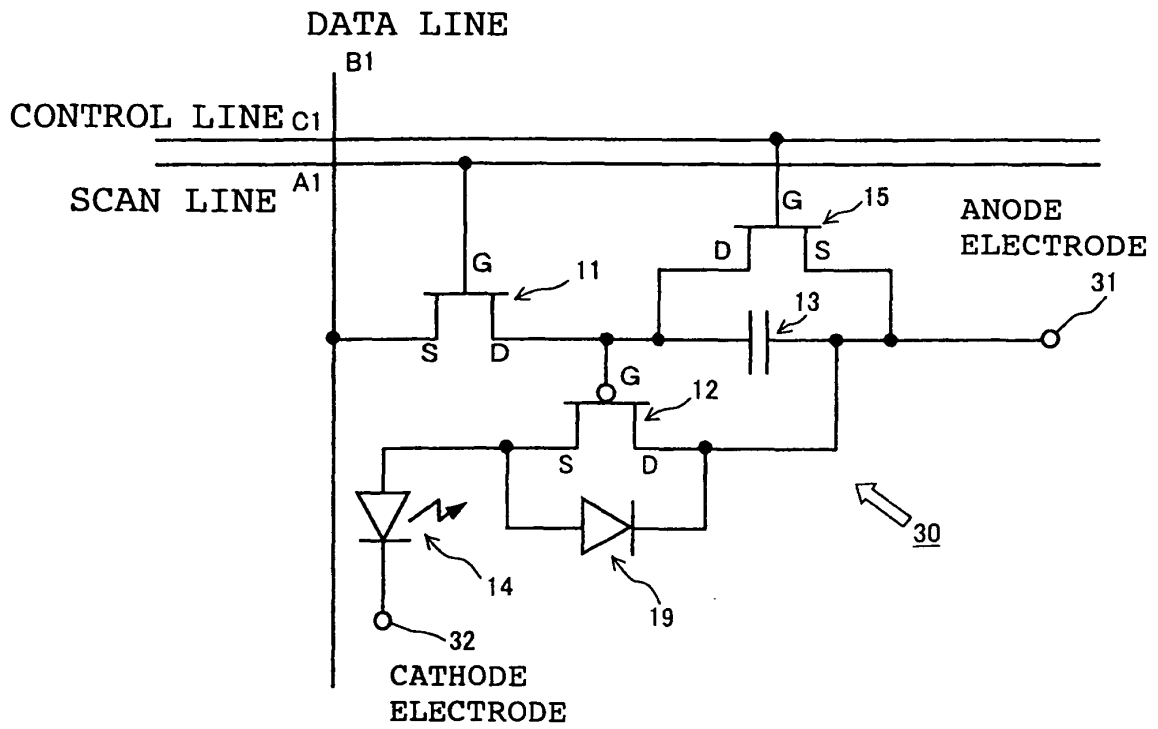 DATA LINE
B1
CONTROL LINE C1
A1
SCAN LINE
G
15
ANODE
ELECTRODE
D
S
G
11
13
31
S
D
G
12
S
D
30
14
19
32
CATHODE
ELECTRODE